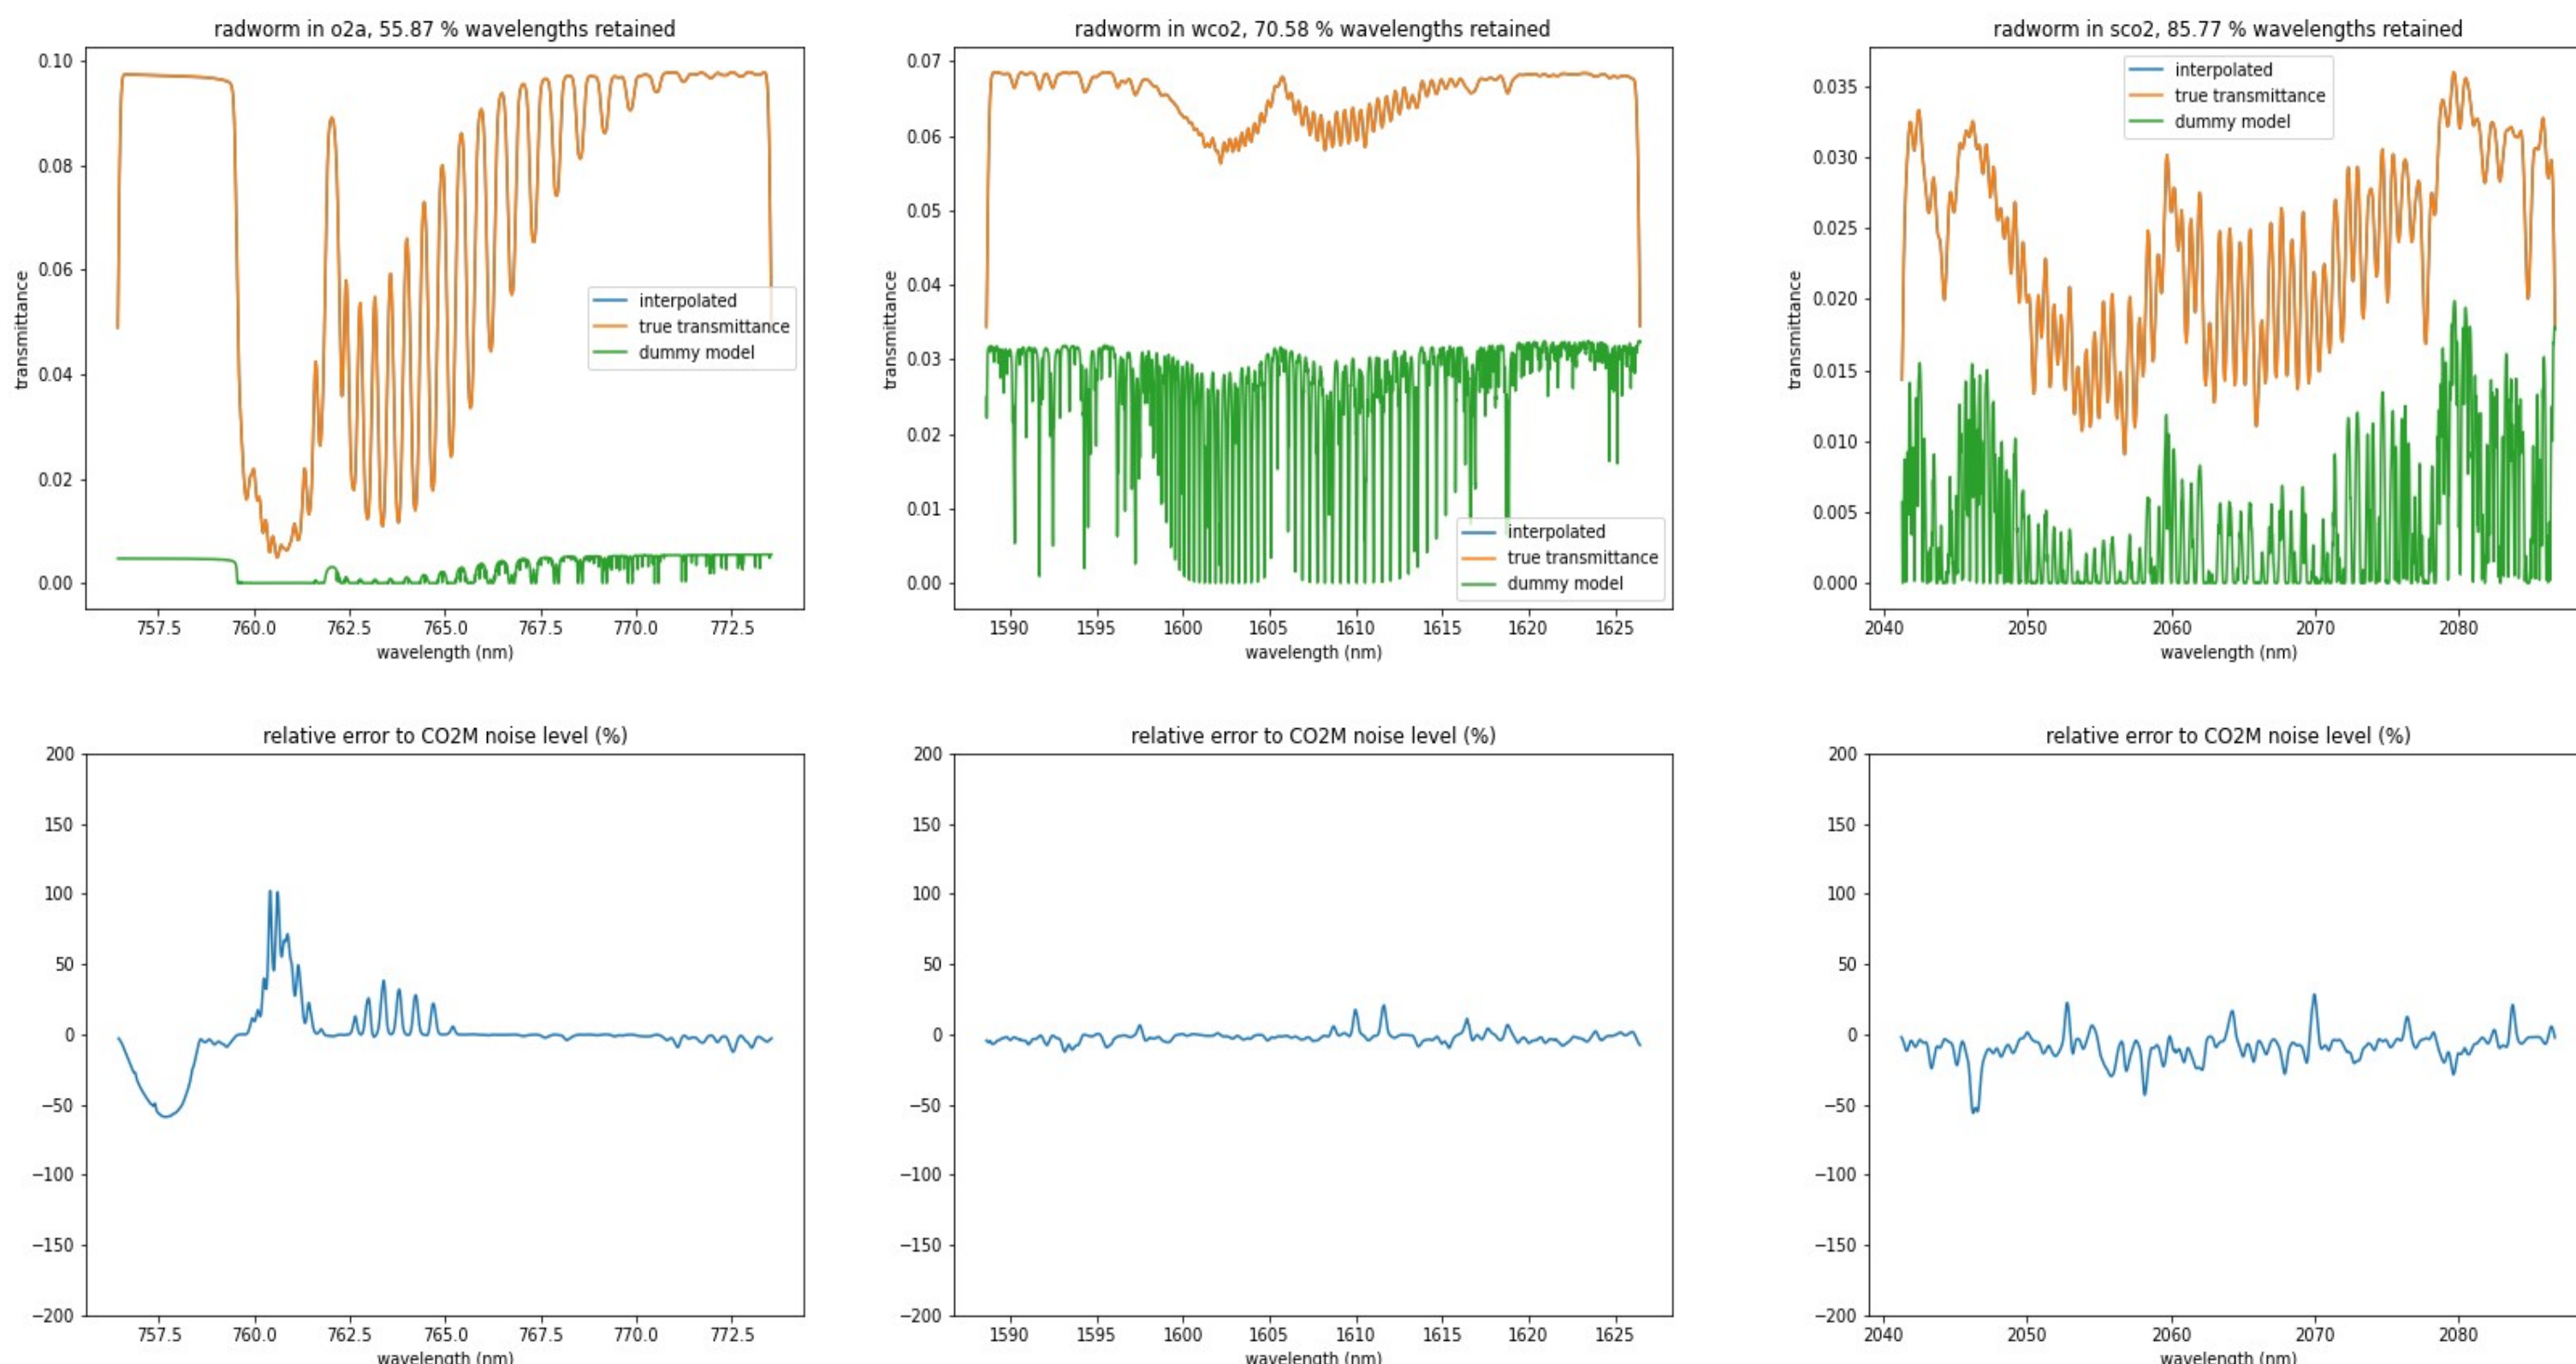 radworm in o2a, 55.87 % wavelengths retained
0.10
0.08
0.06
0.04
0.02
0.00
transmittance
interpolated
true transmittance
dummy model
757.5 760.0 762.5 765.0 767.5 770.0 772.5
wavelength (nm)
radworm in wco2, 70.58 % wavelengths retained
0.07
0.06
0.05
0.04
0.03
0.02
0.01
0.00
transmittance
interpolated
true transmittance
dummy model
1590 1595 1600 1605 1610 1615 1620 1625
wavelength (nm)
radworm in sco2, 85.77 % wavelengths retained
0.035
0.030
0.025
0.020
0.015
0.010
0.005
0.000
transmittance
interpolated
true transmittance
dummy model
2040 2050 2060 2070 2080
wavelength (nm)
relative error to CO2M noise level (%)
200
150
100
50
0
−50
−100
−150
−200
757.5 760.0 762.5 765.0 767.5 770.0 772.5
wavelength (nm)
relative error to CO2M noise level (%)
200
150
100
50
0
−50
−100
−150
−200
1590 1595 1600 1605 1610 1615 1620 1625
wavelength (nm)
relative error to CO2M noise level (%)
200
150
100
50
0
−50
−100
−150
−200
2040 2050 2060 2070 2080
wavelength (nm)